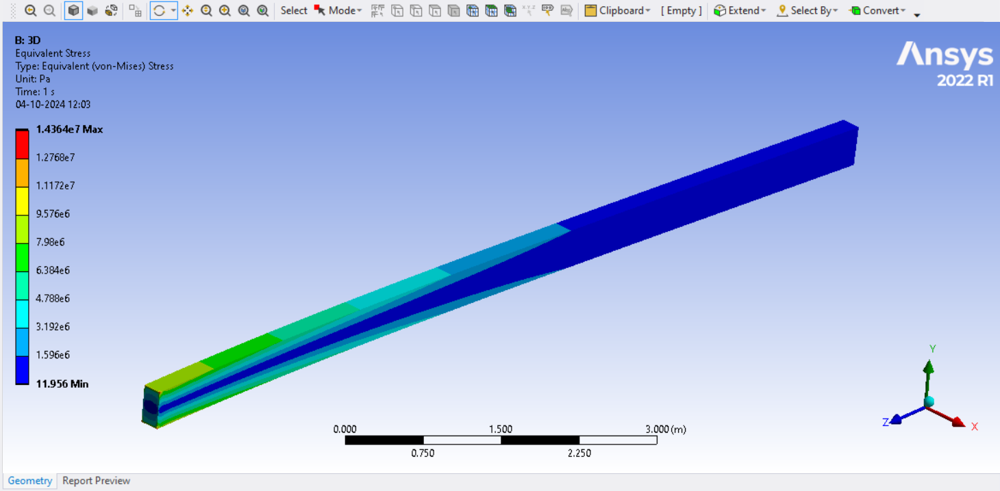 Select Mode Clipboard [ Empty ] Extend Select By Convert
B: 3D
Equivalent Stress
Type: Equivalent (von-Mises) Stress
Unit: Pa
Time: 1 s
04-10-2024 12:03
Ansys
2022 R1
1.4364e7 Max
1.2768e7
1.1172e7
9.576e6
7.98e6
6.384e6
4.788e6
3.192e6
1.596e6
11.956 Min
0.000 1.500 3.000 (m)
0.750 2.250
Y
Z
X
Geometry Report Preview